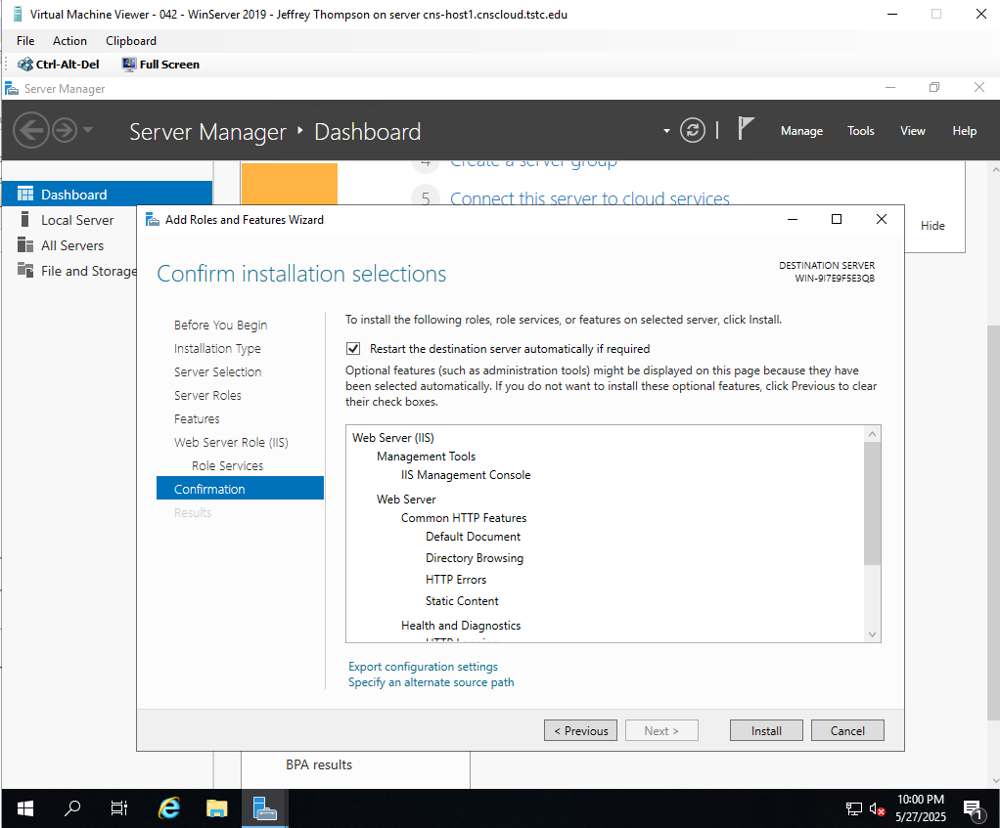 Virtual Machine Viewer - 042 - WinServer 2019 - Jeffrey Thompson on server cns-host1.cnscloud.tstc.edu
File Action Clipboard
Ctrl-Alt-Del Full Screen
Server Manager
Server Manager Dashboard
Manage Tools View Help
4 Create a server group
5 Connect this server to cloud services
Hide
Dashboard
Local Server
All Servers
File and Storage
Add Roles and Features Wizard
Confirm installation selections
DESTINATION SERVER
WIN-9I7E9F5E3QB
Before You Begin
Installation Type
Server Selection
Server Roles
Features
Web Server Role (IIS)
Role Services
Confirmation
Results
To install the following roles, role services, or features on selected server, click Install.
Restart the destination server automatically if required
Optional features (such as administration tools) might be displayed on this page because they have
been selected automatically. If you do not want to install these optional features, click Previous to clear
their check boxes.
Web Server (IIS)
Management Tools
IIS Management Console
Web Server
Common HTTP Features
Default Document
Directory Browsing
HTTP Errors
Static Content
Health and Diagnostics
Export configuration settings
Specify an alternate source path
< Previous Next > Install Cancel
BPA results
10:00 PM
5/27/2025
1